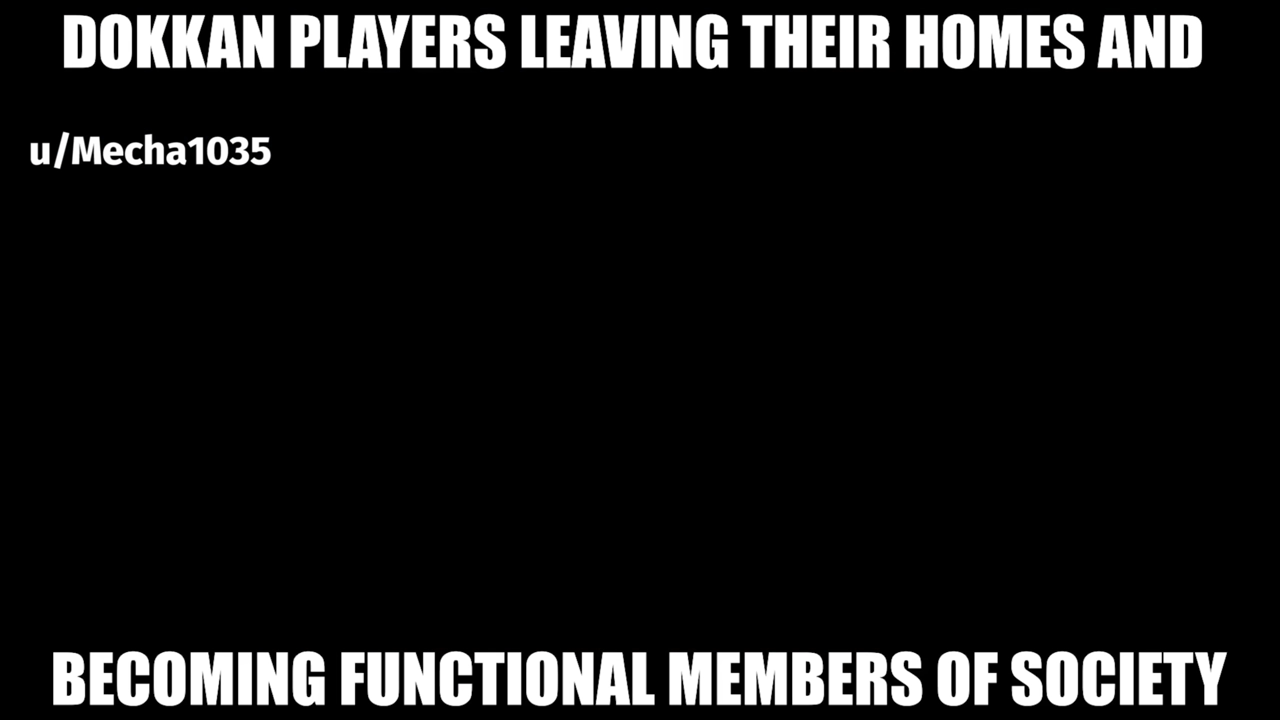 DOKKAN PLAYERS LEAVING THEIR HOMES AND
u/Mecha1035
BECOMING FUNCTIONAL MEMBERS OF SOCIETY